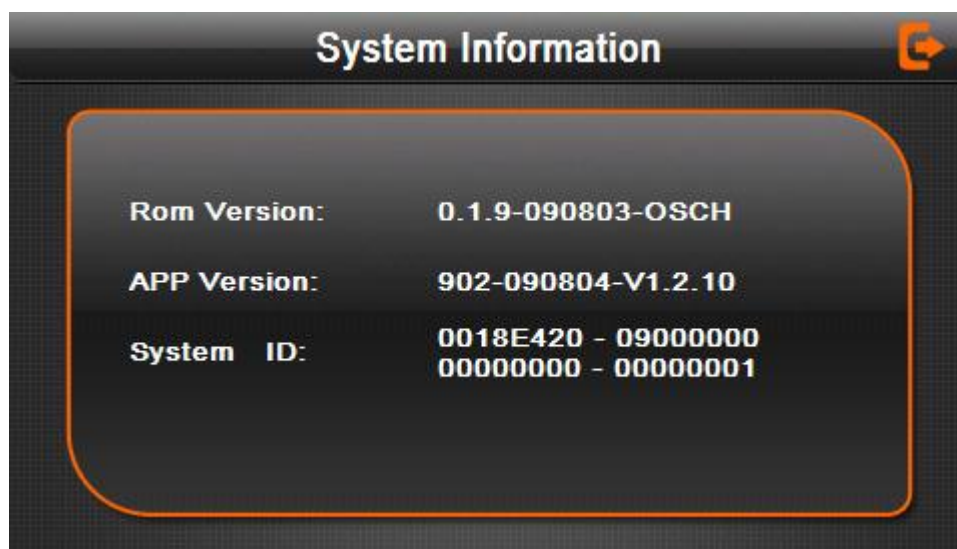 System Information
Rom Version: 0.1.9-090803-OSCH
APP Version: 902-090804-V1.2.10
System ID: 0018E420 - 09000000
00000000 - 00000001